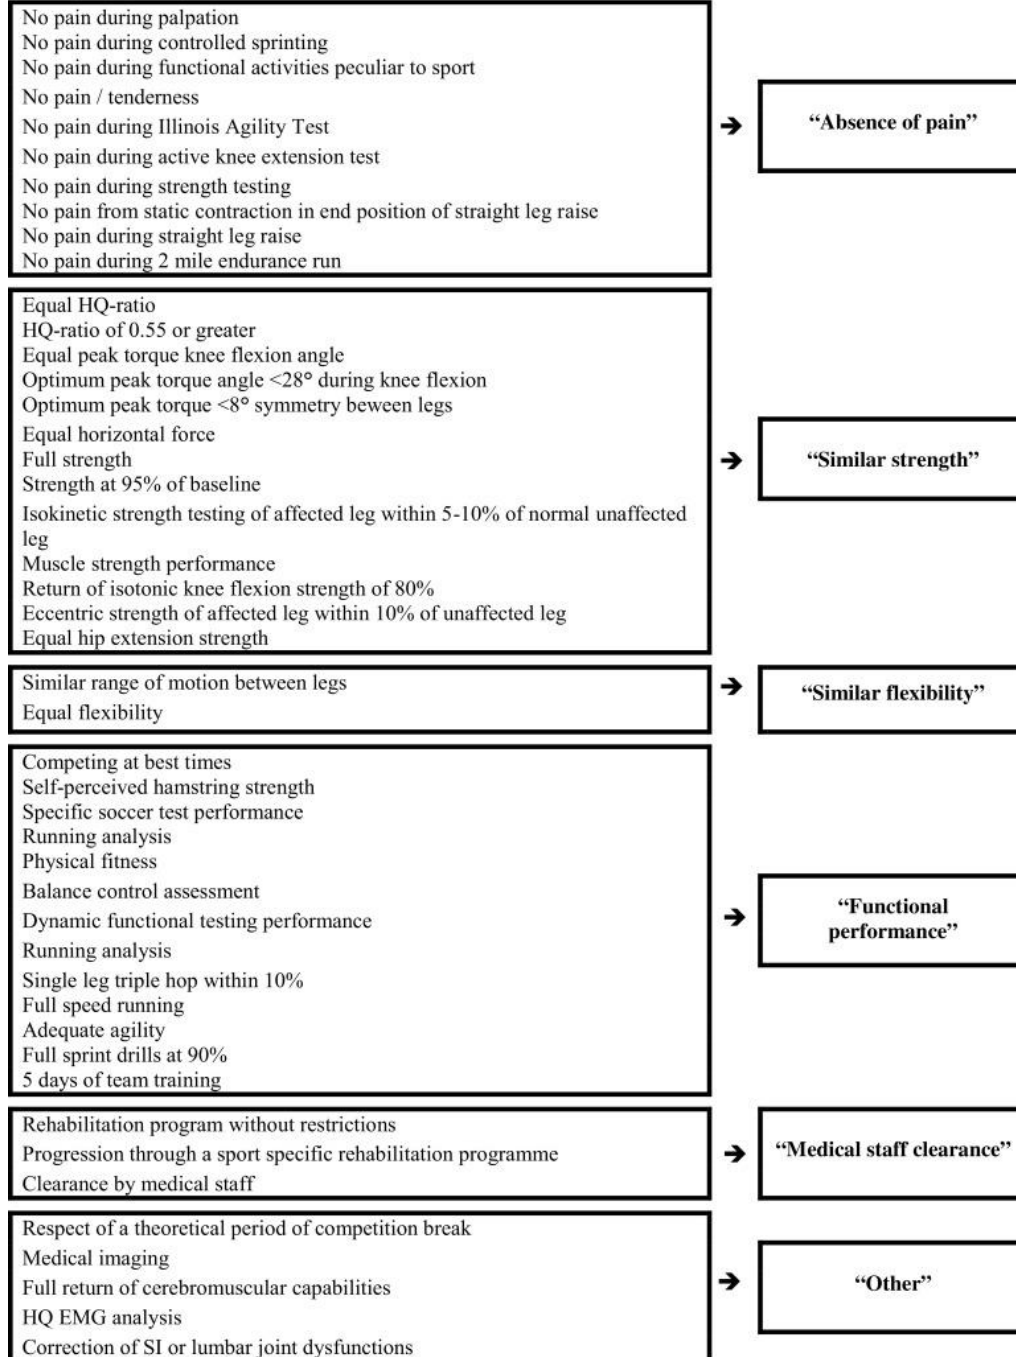 No pain during palpation
No pain during controlled sprinting
No pain during functional activities peculiar to sport
No pain / tenderness
No pain during Illinois Agility Test
No pain during active knee extension test
No pain during strength testing
No pain from static contraction in end position of straight leg raise
No pain during straight leg raise
No pain during 2 mile endurance run
➔
“Absence of pain”
Equal HQ-ratio
HQ-ratio of 0.55 or greater
Equal peak torque knee flexion angle
Optimum peak torque angle <28° during knee flexion
Optimum peak torque <8° symmetry beween legs
Equal horizontal force
Full strength
Strength at 95% of baseline
Isokinetic strength testing of affected leg within 5-10% of normal unaffected
leg
Muscle strength performance
Return of isotonic knee flexion strength of 80%
Eccentric strength of affected leg within 10% of unaffected leg
Equal hip extension strength
➔
“Similar strength”
Similar range of motion between legs
Equal flexibility
➔
“Similar flexibility”
Competing at best times
Self-perceived hamstring strength
Specific soccer test performance
Running analysis
Physical fitness
Balance control assessment
Dynamic functional testing performance
Running analysis
Single leg triple hop within 10%
Full speed running
Adequate agility
Full sprint drills at 90%
5 days of team training
➔
“Functional
performance”
Rehabilitation program without restrictions
Progression through a sport specific rehabilitation programme
Clearance by medical staff
➔
“Medical staff clearance”
Respect of a theoretical period of competition break
Medical imaging
Full return of cerebromuscular capabilities
HQ EMG analysis
Correction of SI or lumbar joint dysfunctions
➔
“Other”